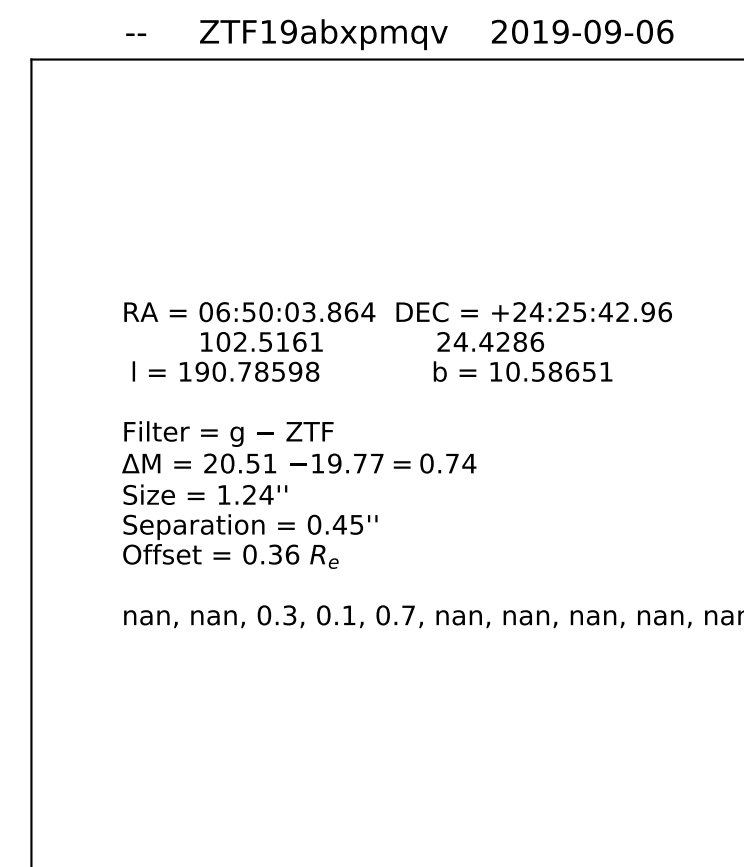 -- ZTF19abxpmqv 2019-09-06
RA = 06:50:03.864 DEC = +24:25:42.96
102.5161 24.4286
l = 190.78598 b = 10.58651
Filter = g − ZTF
ΔM = 20.51 −19.77 = 0.74
Size = 1.24''
Separation = 0.45''
Offset = 0.36 Re
nan, nan, 0.3, 0.1, 0.7, nan, nan, nan, nan,